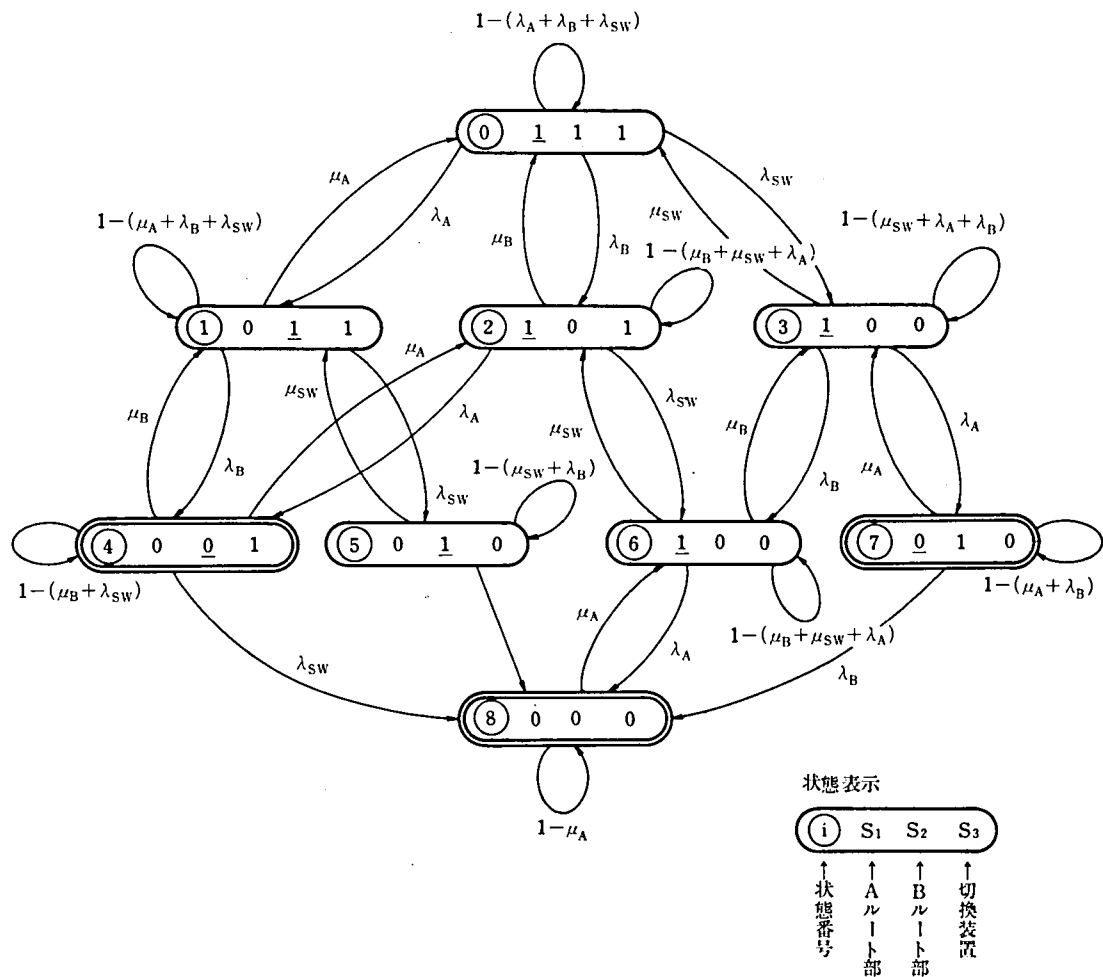 1−(λA+λB+λSW)
0 1 1 1
μA
λA
μB
λB
μSW
λSW
1−(μA+λB+λSW)
1−(μB+μSW+λA)
1−(μSW+λA+λB)
1 0 1 1
2 1 0 1
3 1 0 0
μB
λB
μSW
λSW
μA
λA
μSW
λSW
μB
λB
μA
λA
1−(μSW+λB)
4 0 0 1
5 0 1 0
6 1 0 0
7 0 1 0
1−(μB+λSW)
1−(μB+μSW+λA)
1−(μA+λB)
λSW
μA
λA
λB
8 0 0 0
1−μA
状態表示
i S1 S2 S3
状態番号
Aルート部
Bルート部
切換装置